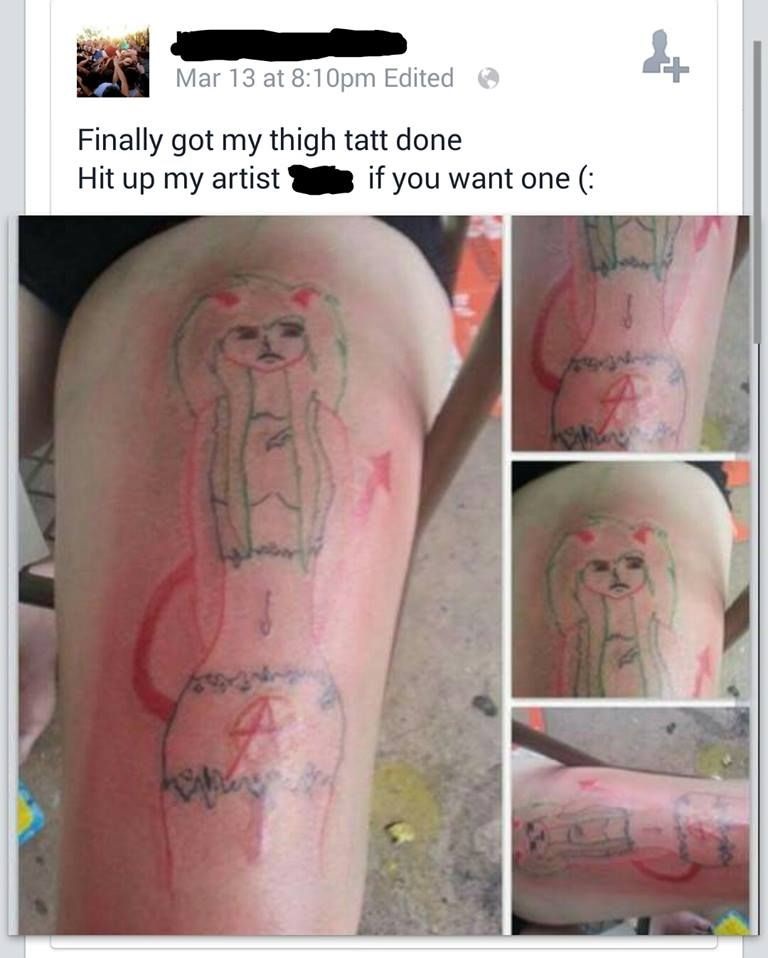 Mar 13 at 8:10pm Edited
Finally got my thigh tatt done
Hit up my artist if you want one (:
A